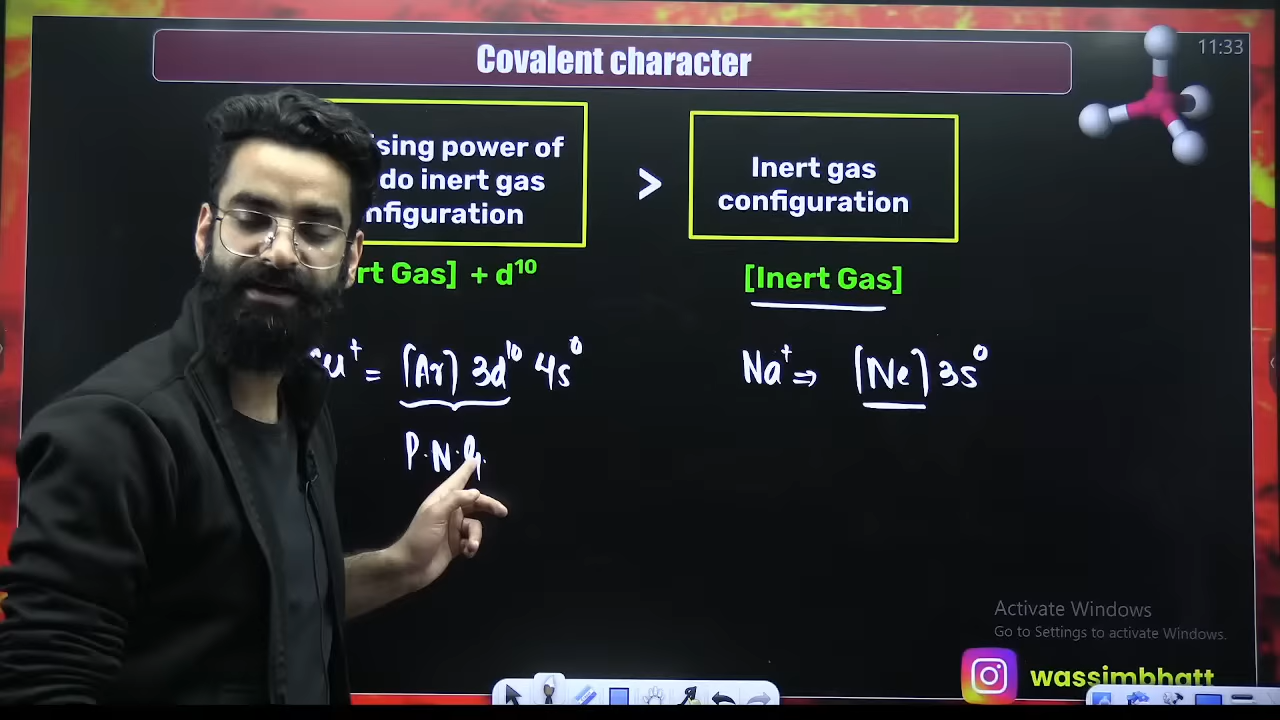 11:33
Covalent character
sing power of
do inert gas
nfiguration
>
Inert gas
configuration
rt Gas] + d¹⁰
[Inert Gas]
u⁺ = [Ar] 3d¹⁰ 4s⁰
Na⁺ ⇒ [Ne] 3s⁰
P.N.G.
Activate Windows
Go to Settings to activate Windows.
wassimbhatt